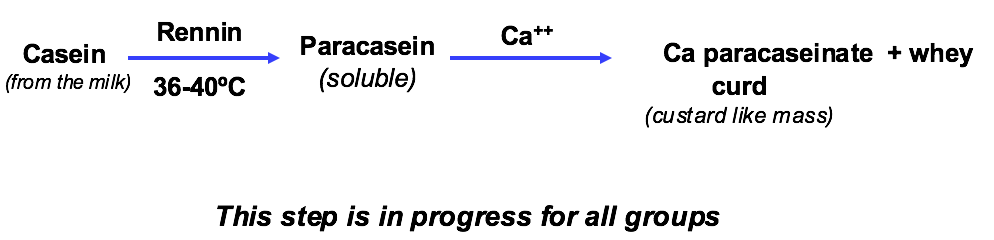 Casein
(from the milk)
Rennin
36-40ºC
Paracasein
(soluble)
Ca++
Ca paracaseinate + whey
curd
(custard like mass)
This step is in progress for all groups